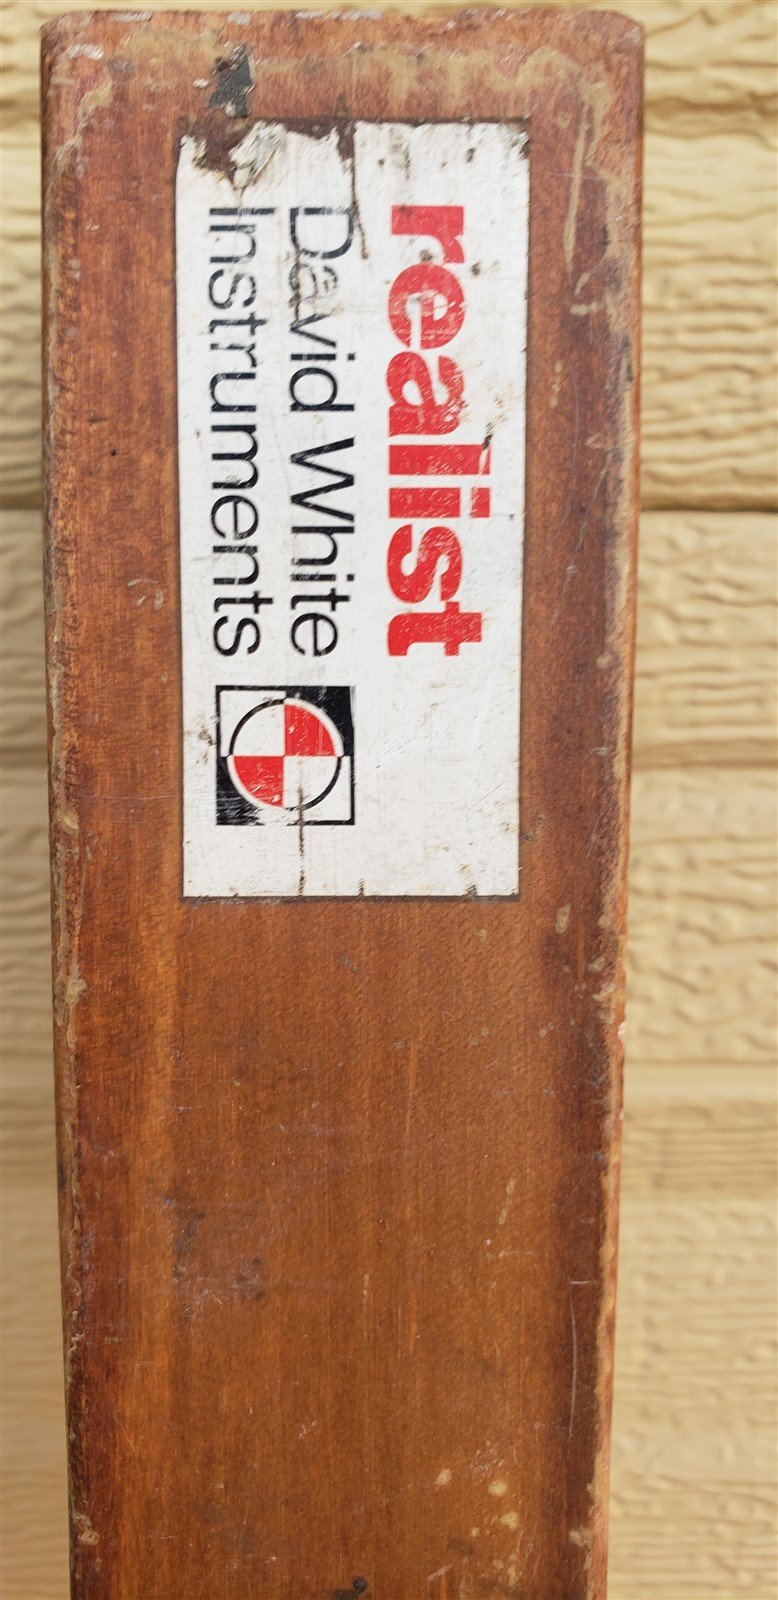 realist
David White
Instruments